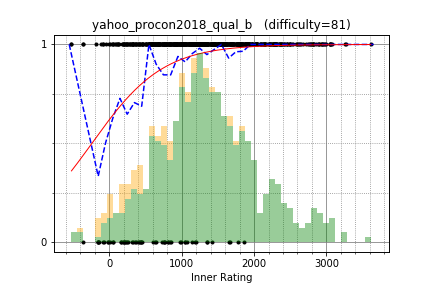 yahoo_procon2018_qual_b (difficulty=81)
1
0
0 1000 2000 3000
Inner Rating